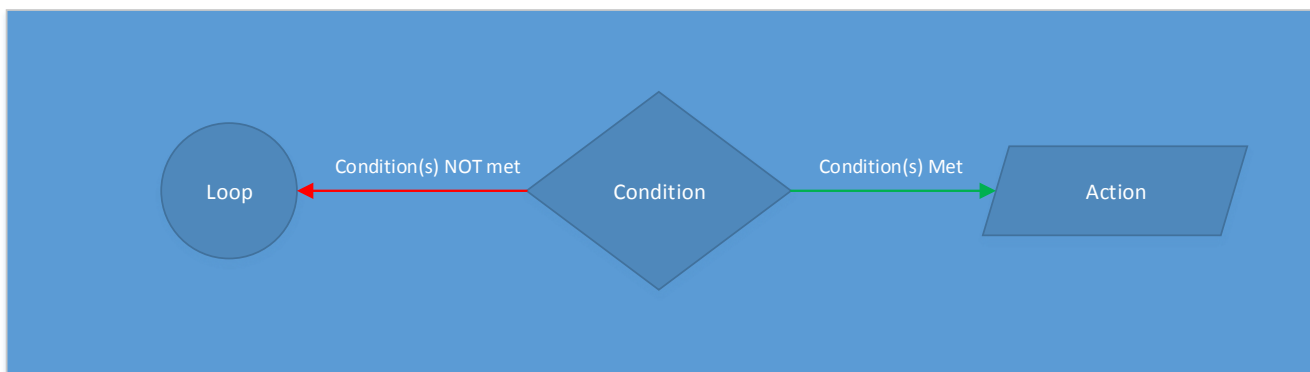 Loop
Condition(s) NOT met
Condition
Condition(s) Met
Action